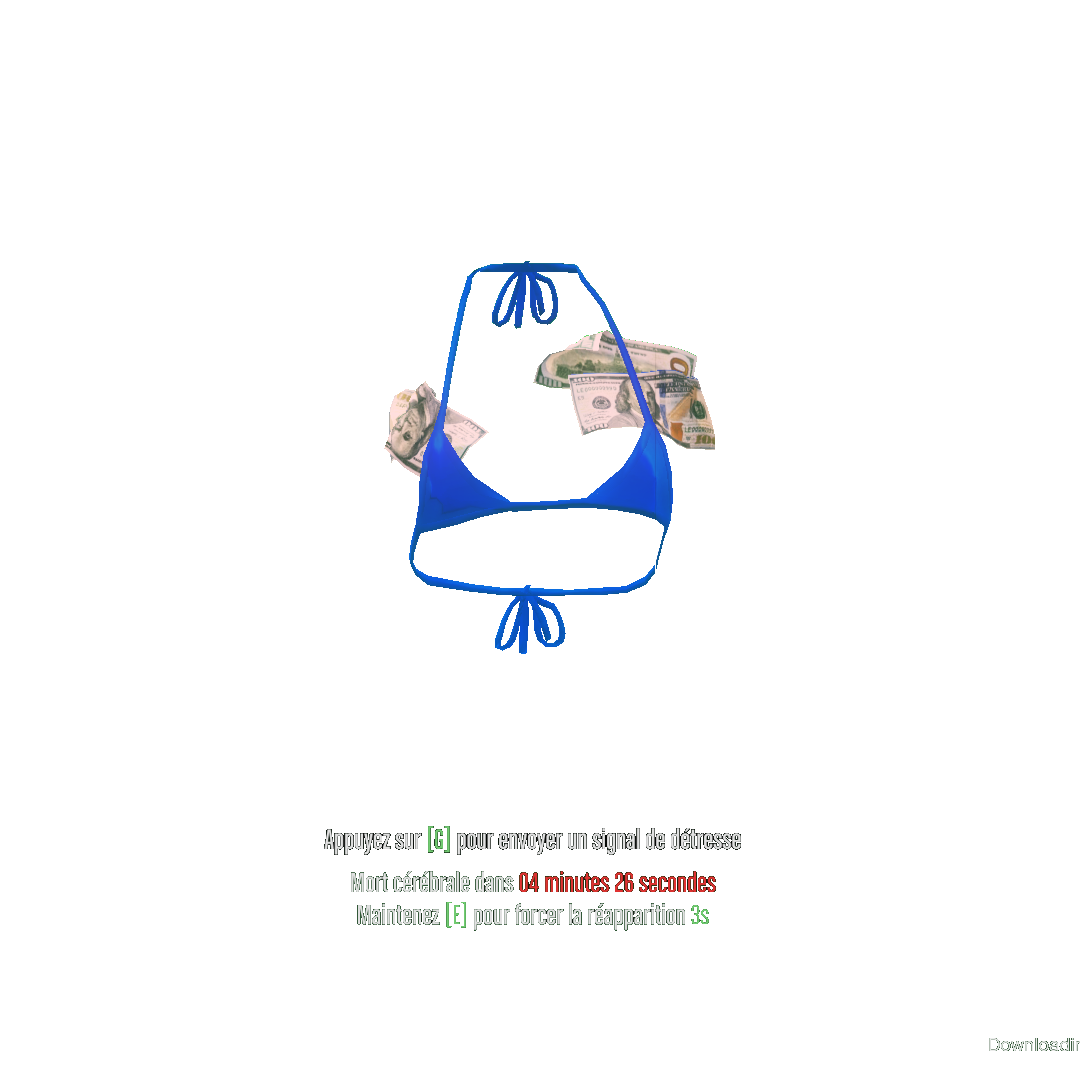 Appuyez sur [G] pour envoyer un signal de détresse
Mort cérébrale dans 04 minutes 26 secondes
Maintenez [E] pour forcer la réapparition 3s
Downloadir